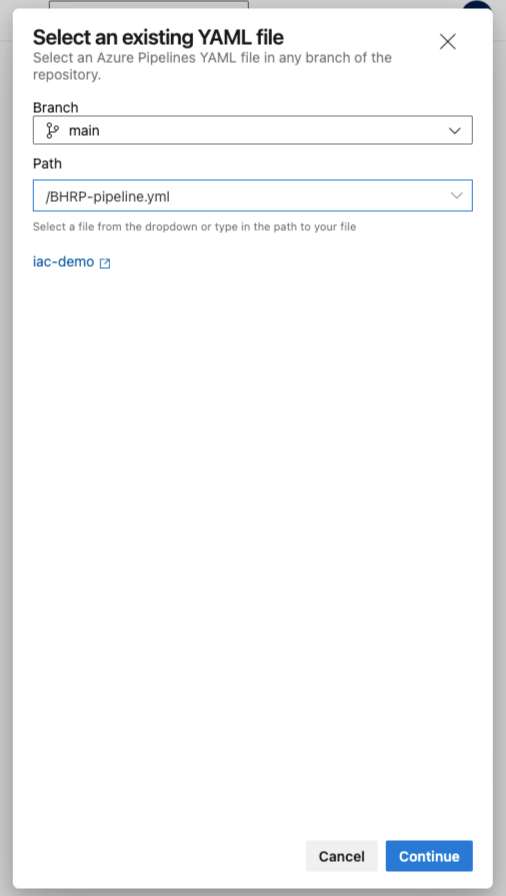 Select an existing YAML file
Select an Azure Pipelines YAML file in any branch of the
repository.
Branch
main
Path
/BHRP-pipeline.yml
Select a file from the dropdown or type in the path to your file
iac-demo
Cancel
Continue